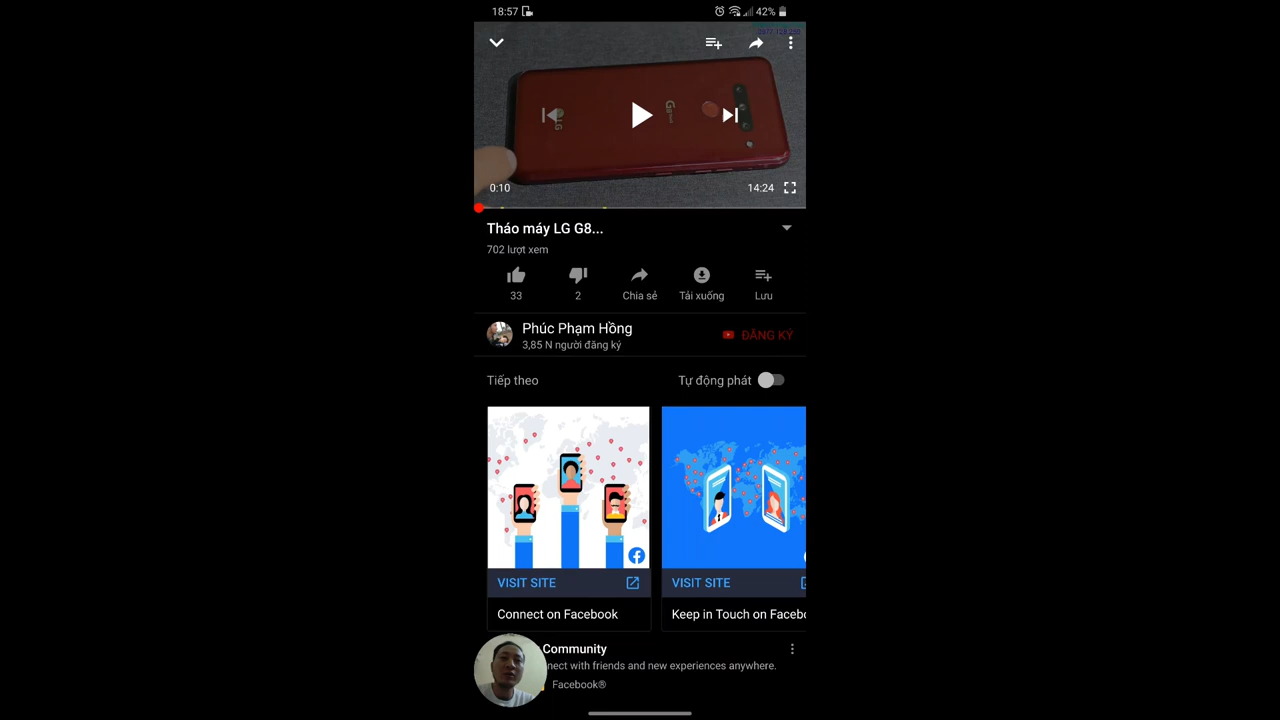 18:57
42%
LG
G8
0:10
14:24
Tháo máy LG G8...
702 lượt xem
33
2
Chia sẻ
Tải xuống
Lưu
Phúc Phạm Hồng
3,85 N người đăng ký
ĐĂNG KÝ
Tiếp theo
Tự động phát
VISIT SITE
VISIT SITE
Connect on Facebook
Keep in Touch on Facebo
Community
nect with friends and new experiences anywhere.
Facebook®